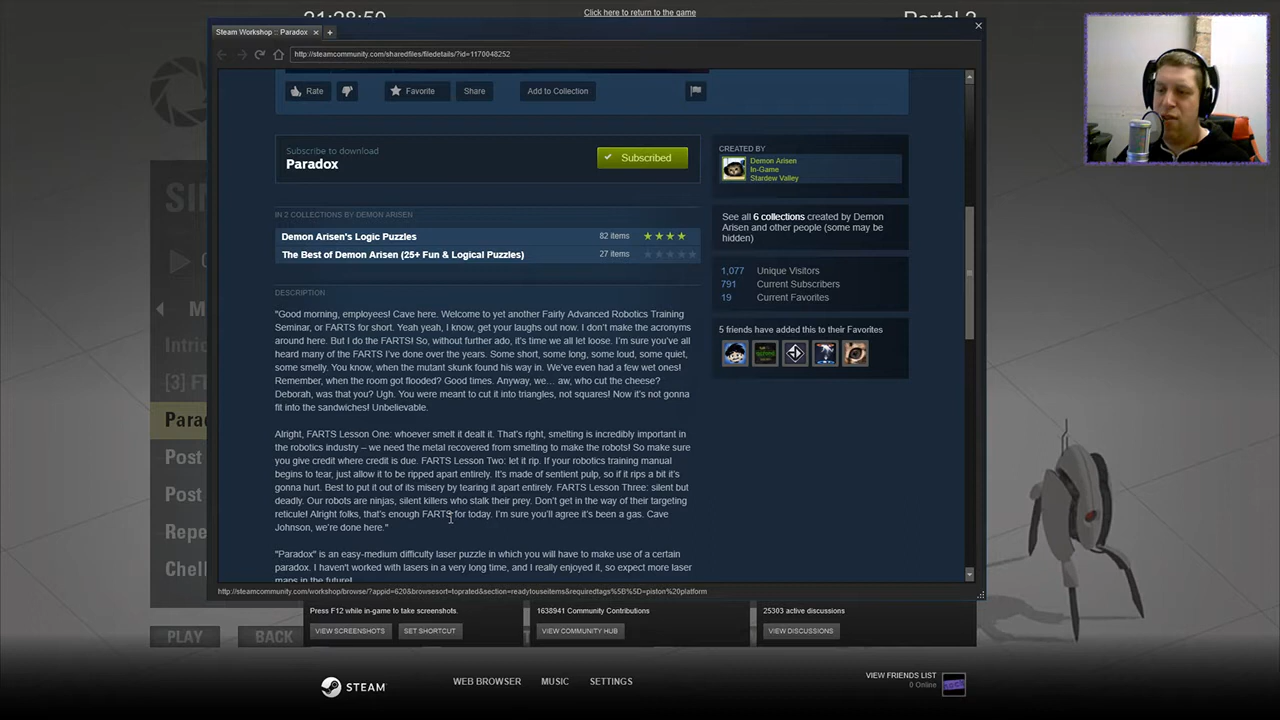 21:28:59
Click here to return to the game
Portal 2
Steam Workshop :: Paradox
http://steamcommunity.com/sharedfiles/filedetails/?id=1170048252
Rate
Favorite
Share
Add to Collection
Subscribe to download
Paradox
Subscribed
CREATED BY
Demon Arisen
In-Game
Stardew Valley
IN 2 COLLECTIONS BY DEMON ARISEN
Demon Arisen's Logic Puzzles
82 items
The Best of Demon Arisen (25+ Fun & Logical Puzzles)
27 items
See all 6 collections created by Demon
Arisen and other people (some may be
hidden)
1,077 Unique Visitors
791 Current Subscribers
19 Current Favorites
5 friends have added this to their Favorites
DESCRIPTION
"Good morning, employees! Cave here. Welcome to yet another Fairly Advanced Robotics Training
Seminar, or FARTS for short. Yeah yeah, I know, get your laughs out now. I don't make the acronyms
around here. But I do the FARTS! So, without further ado, it's time we all let loose. I'm sure you've all
heard many of the FARTS I've done over the years. Some short, some long, some loud, some quiet,
some smelly. You know, when the mutant skunk found his way in. We've even had a few wet ones!
Remember, when the room got flooded? Good times. Anyway, we... aw, who cut the cheese?
Deborah, was that you? Ugh. You were meant to cut it into triangles, not squares! Now it's not gonna
fit into the sandwiches! Unbelievable.
Alright, FARTS Lesson One: whoever smelt it dealt it. That's right, smelting is incredibly important in
the robotics industry – we need the metal recovered from smelting to make the robots! So make sure
you give credit where credit is due. FARTS Lesson Two: let it rip. If your robotics training manual
begins to tear, just allow it to be ripped apart entirely. It's made of sentient pulp, so if it rips a bit it's
gonna hurt. Best to put it out of its misery by tearing it apart entirely. FARTS Lesson Three: silent but
deadly. Our robots are ninjas, silent killers who stalk their prey. Don't get in the way of their targeting
reticule! Alright folks, that's enough FARTS for today. I'm sure you'll agree it's been a gas. Cave
Johnson, we're done here."
"Paradox" is an easy-medium difficulty laser puzzle in which you will have to make use of a certain
paradox. I haven't worked with lasers in a very long time, and I really enjoyed it, so expect more laser
maps in the future!
http://steamcommunity.com/workshop/browse/?appid=620&browsesort=toprated&section=readytouseitems&requiredtags%5B%5D=piston%20platform
SIN
M
Intri
[3] FT
Para
Post
Post
Chell
PLAY
BACK
Press F12 while in-game to take screenshots.
VIEW SCREENSHOTS
SET SHORTCUT
1638941 Community Contributions
VIEW COMMUNITY HUB
25303 active discussions
VIEW DISCUSSIONS
STEAM
WEB BROWSER
MUSIC
SETTINGS
VIEW FRIENDS LIST
0 Online